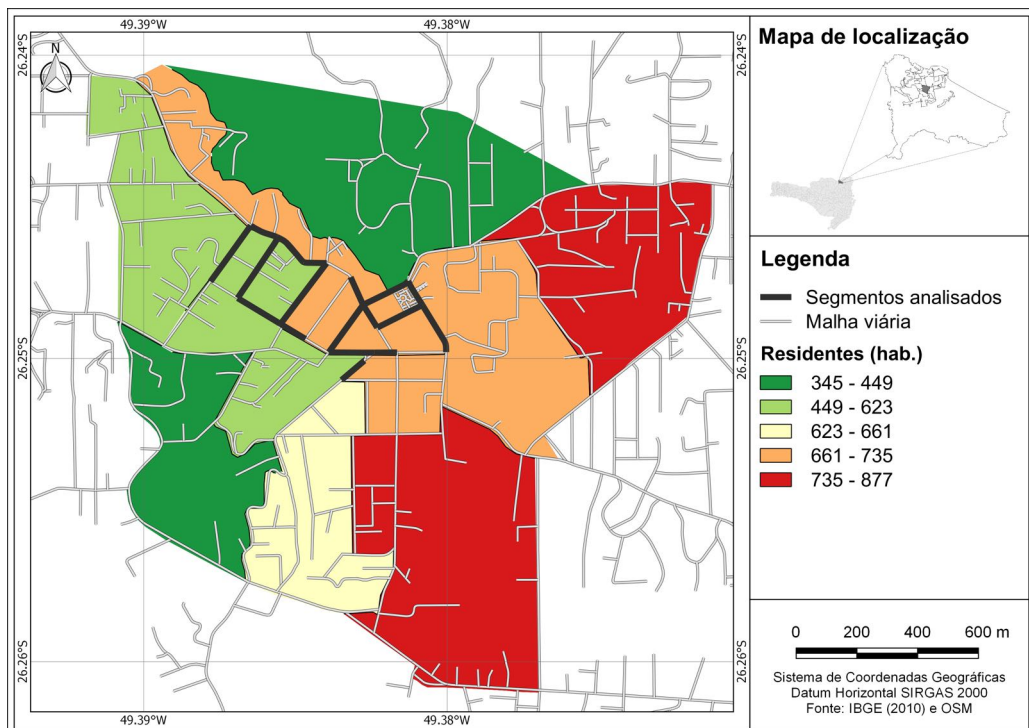 49.39°W
49.38°W
26.24°S
26.24°S
N
26.25°S
26.25°S
26.26°S
26.26°S
49.39°W
49.38°W
Mapa de localização
Legenda
Segmentos analisados
Malha viária
Residentes (hab.)
345 - 449
449 - 623
623 - 661
661 - 735
735 - 877
0 200 400 600 m
Sistema de Coordenadas Geográficas
Datum Horizontal SIRGAS 2000
Fonte: IBGE (2010) e OSM